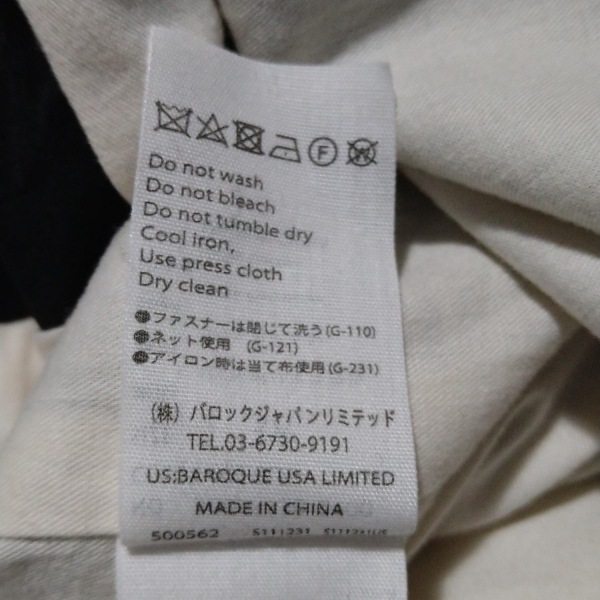 F W
Do not wash
Do not bleach
Do not tumble dry
Cool iron,
Use press cloth
Dry clean
●ファスナーは閉じて洗う(G-110)
●ネット使用 (G-121)
●アイロン時は当て布使用(G-231)
(株) バロックジャパンリミテッド
TEL.03-6730-9191
US:BAROQUE USA LIMITED
MADE IN CHINA
500562 S111231